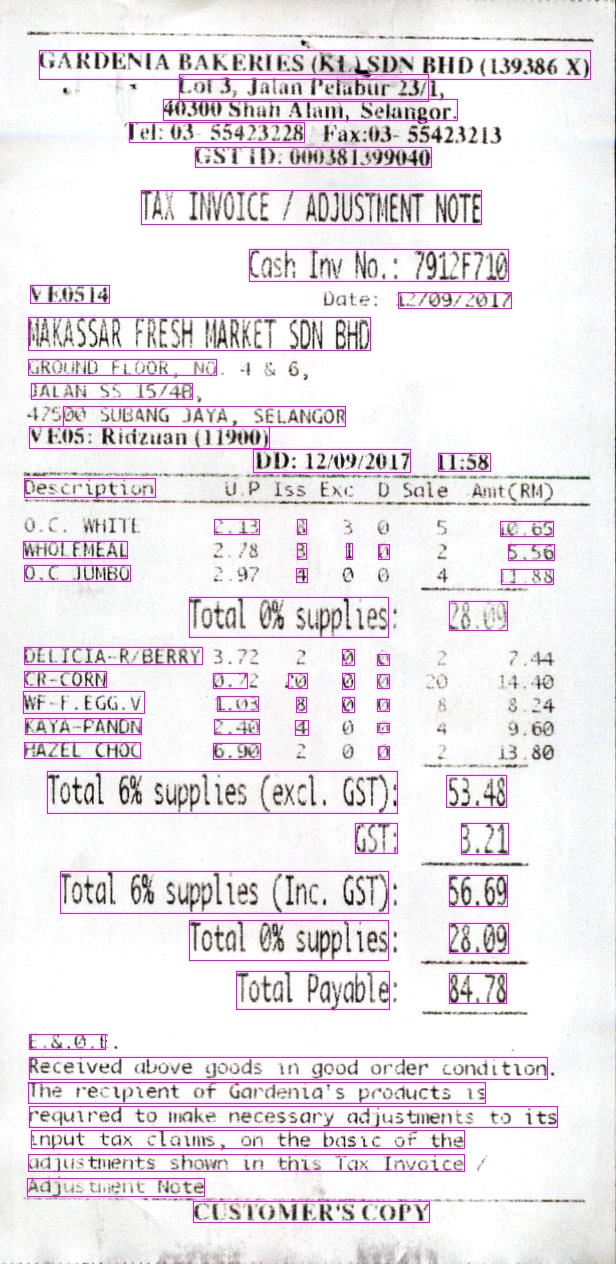 GARDENIA BAKERIES (KL) SDN BHD (139386 X)
Lot 3, Jalan Pelabur 23/1,
40300 Shah Alam, Selangor.
Tel: 03- 55423228 Fax:03- 55423213
GST ID: 000381399040
TAX INVOICE / ADJUSTMENT NOTE
Cash Inv No.: 7912F710
VE0514 Date: 12/09/2017
MAKASSAR FRESH MARKET SDN BHD
GROUND FLOOR, NO. 4 & 6,
JALAN SS 15/4B,
47500 SUBANG JAYA, SELANGOR
VE05: Ridzuan (11900)
DD: 12/09/2017 11:58
Description U.P Iss Exc D Sale Amt(RM)
O.C. WHITE 2.13 8 3 0 5 10.65
WHOLEMEAL 2.78 3 1 0 2 5.56
O.C JUMBO 2.97 4 0 0 4 11.88
Total 0% supplies: 28.09
DELICIA-R/BERRY 3.72 2 0 0 2 7.44
CR-CORN 0.72 20 0 0 20 14.40
WF-F.EGG.V 1.03 8 0 0 8 8.24
KAYA-PANDN 2.40 4 0 0 4 9.60
HAZEL CHOC 6.90 2 0 0 2 13.80
Total 6% supplies (excl. GST): 53.48
GST: 3.21
Total 6% supplies (Inc. GST): 56.69
Total 0% supplies: 28.09
Total Payable: 84.78
E.&.O.E.
Received above goods in good order condition.
The recipient of Gardenia's products is
required to make necessary adjustments to its
input tax claims, on the basic of the
adjustments shown in this Tax Invoice /
Adjustment Note
CUSTOMER'S COPY